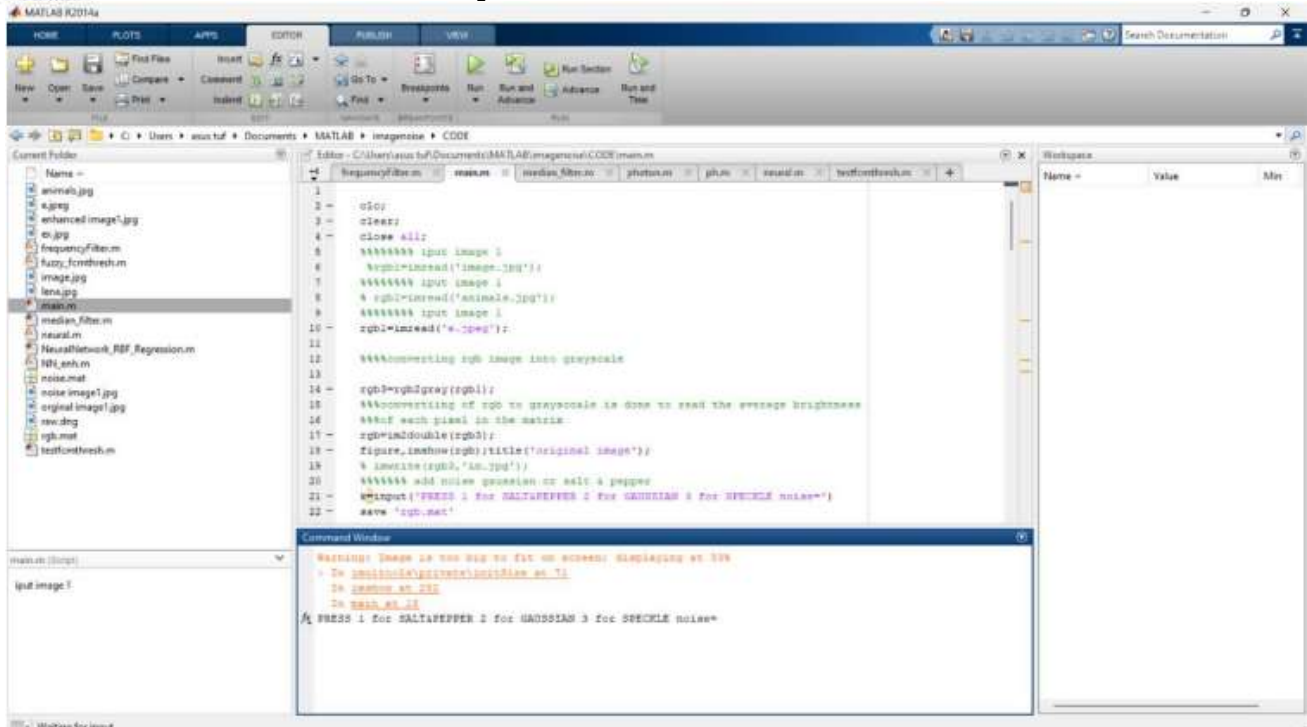 MATLAB R2014a
HOME PLOTS APPS EDITOR PUBLISH VIEW
Search Documentation
New Open Save
Find Files
Compare
Print
Insert
Comment
Indent
Go To
Find
Breakpoints
Run
Run and Advance
Run Section
Advance
Run and Time
FILE EDIT NAVIGATE BREAKPOINTS RUN
C: Users asus tuf Documents MATLAB imagenoise CODE
Current Folder
Name
animals.jpg
e.jpeg
enhanced image1.jpg
ex.jpg
frequencyFilter.m
fuzzy_fcmthresh.m
image.jpg
lena.jpg
main.m
median_filter.m
neural.m
NeuralNetwork_RBF_Regression.m
NN_enh.m
noise.mat
noise image1.jpg
orginal image1.jpg
raw.dng
rgb.mat
testfcmthresh.m
main.m (Script)
iput image 1
Editor - C:\Users\asus tuf\Documents\MATLAB\imagenoise\CODE\main.m
frequencyFilter.m main.m median_filter.m photon.m ph.m neural.m testfcmthresh.m
1
2 - clc;
3 - clear;
4 - close all;
5 %%%%%%%% iput image 1
6 %rgb1=imread('image.jpg');
7 %%%%%%%% iput image 1
8 % rgb1=imread('animals.jpg');
9 %%%%%%%% iput image 1
10 - rgb1=imread('e.jpeg');
11
12 %%%%converting rgb image into grayscale
13
14 - rgb3=rgb2gray(rgb1);
15 %%%convertiing of rgb to grayscale is done to read the average brightness
16 %%%of each pixel in the matrix
17 - rgb=im2double(rgb3);
18 - figure,imshow(rgb);title('original image');
19 % imwrite(rgb3,'in.jpg');
20 %%%%%%% add noise gaussian or salt & pepper
21 - =input('PRESS 1 for SALT&PEPPER 2 for GAUSSIAN 3 for SPECKLE noise=')
22 - save 'rgb.mat'
Command Window
Warning: Image is too big to fit on screen; displaying at 33%
> In imuitools\private\initSize at 71
In imshow at 282
In main at 18
fx PRESS 1 for SALT&PEPPER 2 for GAUSSIAN 3 for SPECKLE noise=
Workspace
Name Value Min
Waiting for input